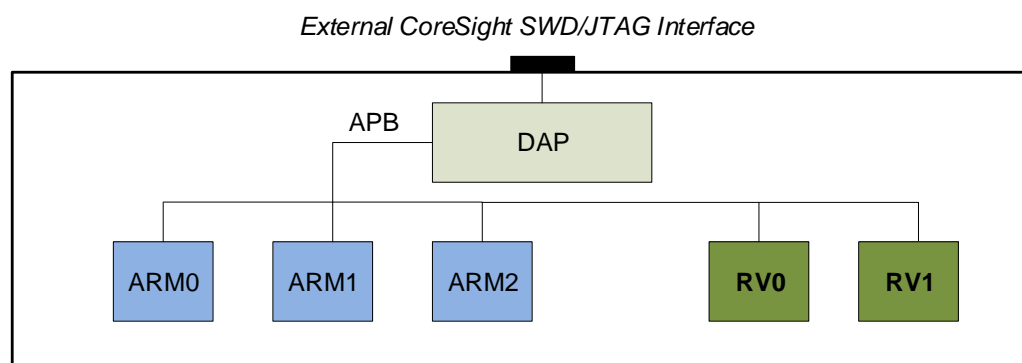 External CoreSight SWD/JTAG Interface
APB
DAP
ARM0
ARM1
ARM2
RV0
RV1